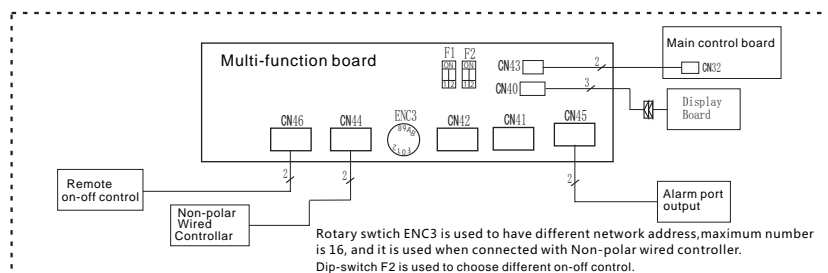 Multi-function board
F1 F2
ON ON
1 2 1 2
CN43
2
Main control board
CN32
CN40
3
Display
Board
CN46
CN44
ENC3
CN42
CN41
CN45
2
2
2
Remote
on-off control
Non-polar
Wired
Controllar
Alarm port
output
Rotary swtich ENC3 is used to have different network address,maximum number
is 16, and it is used when connected with Non-polar wired controller.
Dip-switch F2 is used to choose different on-off control.